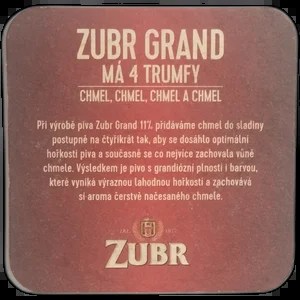 ZUBR GRAND
MÁ 4 TRUMFY
CHMEL, CHMEL, CHMEL A CHMEL
Při výrobě piva Zubr Grand 11% přidáváme chmel do sladiny
postupně na čtyřikrát tak, aby se dosáhlo optimální
hořkosti piva a současně se co nejvíce zachovala vůně
chmele. Výsledkem je pivo s grandiózní plností i barvou,
které vyniká výraznou lahodnou hořkostí a zachovává
si aroma čerstvě načesaného chmele.
ZUBR